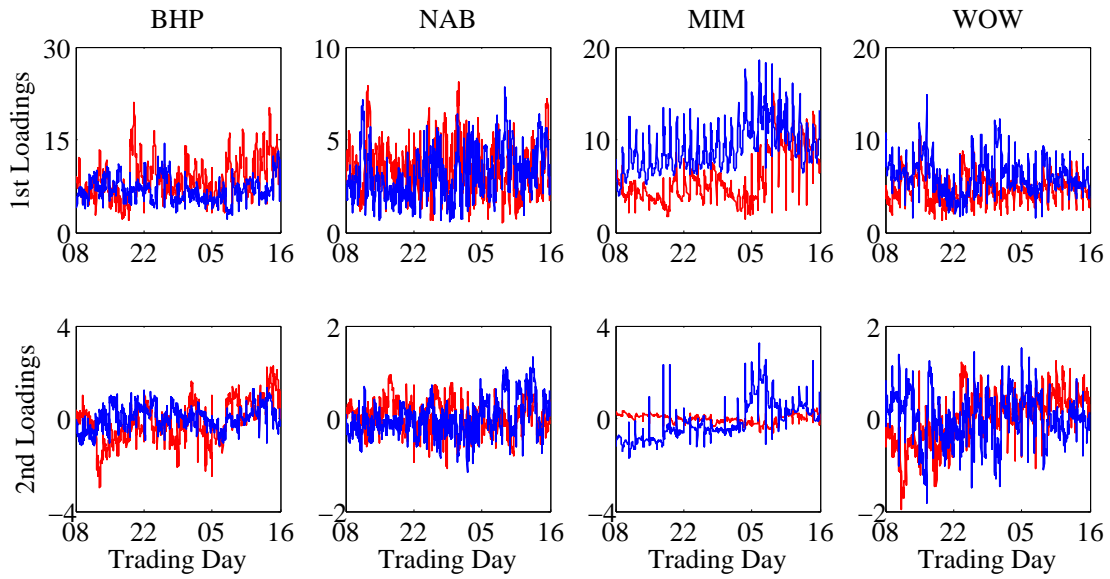 BHP NAB MIM WOW
1st Loadings
30 10 20 20
15 5 10 10
0 0 0 0
08 22 05 16 08 22 05 16 08 22 05 16 08 22 05 16
2nd Loadings
4 2 4 2
0 0 0 0
−4 −2 −4 −2
08 22 05 16 08 22 05 16 08 22 05 16 08 22 05 16
Trading Day Trading Day Trading Day Trading Day